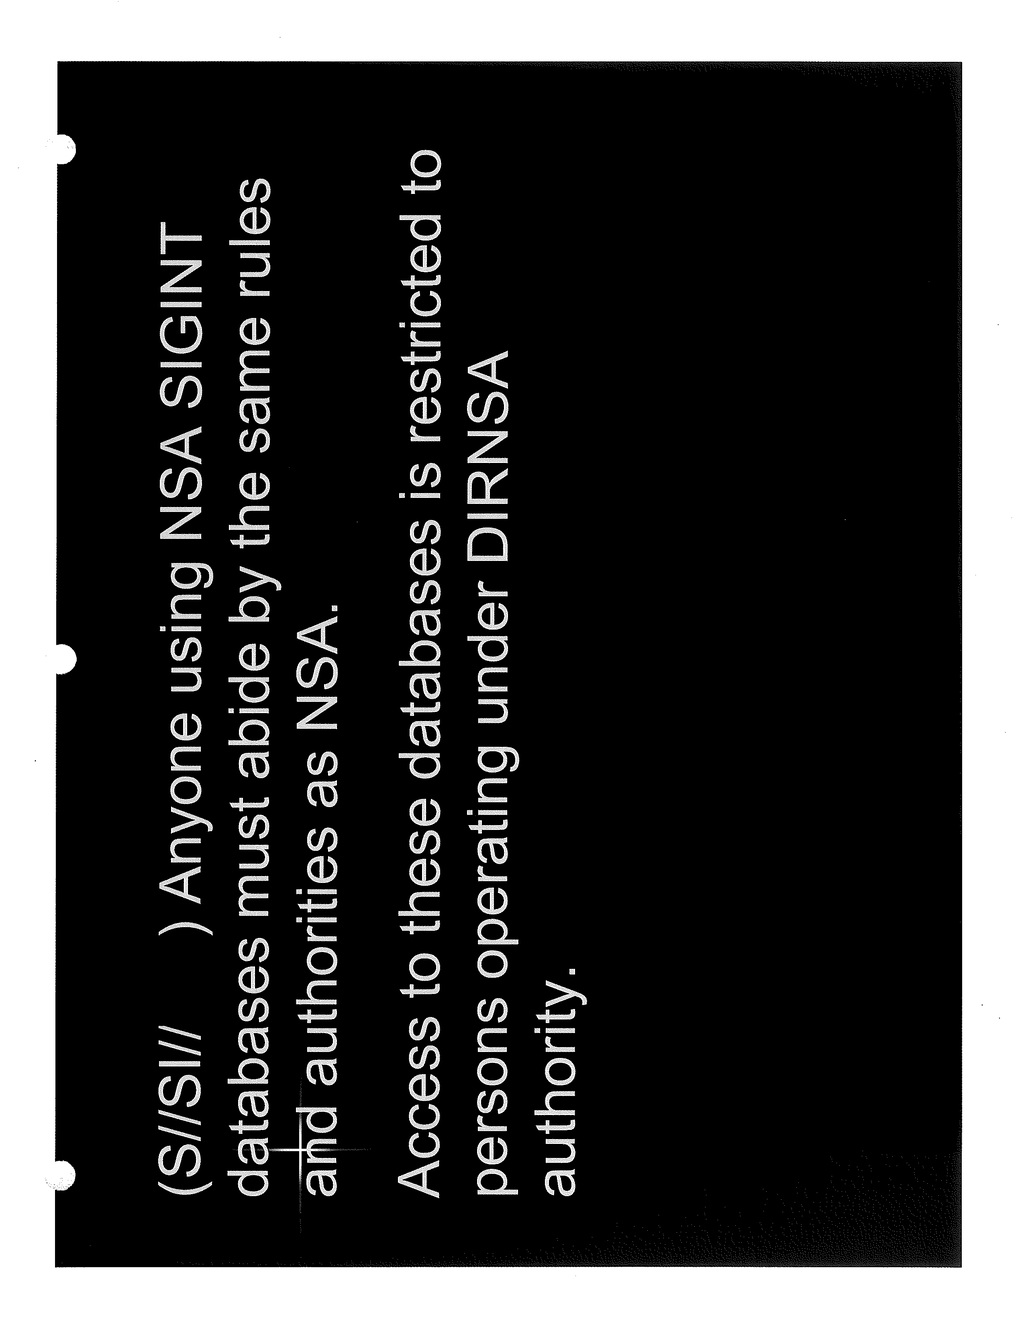 (S//SI// ) Anyone using NSA SIGINT
databases must abide by the same rules
and authorities as NSA.
Access to these databases is restricted to
persons operating under DIRNSA
authority.